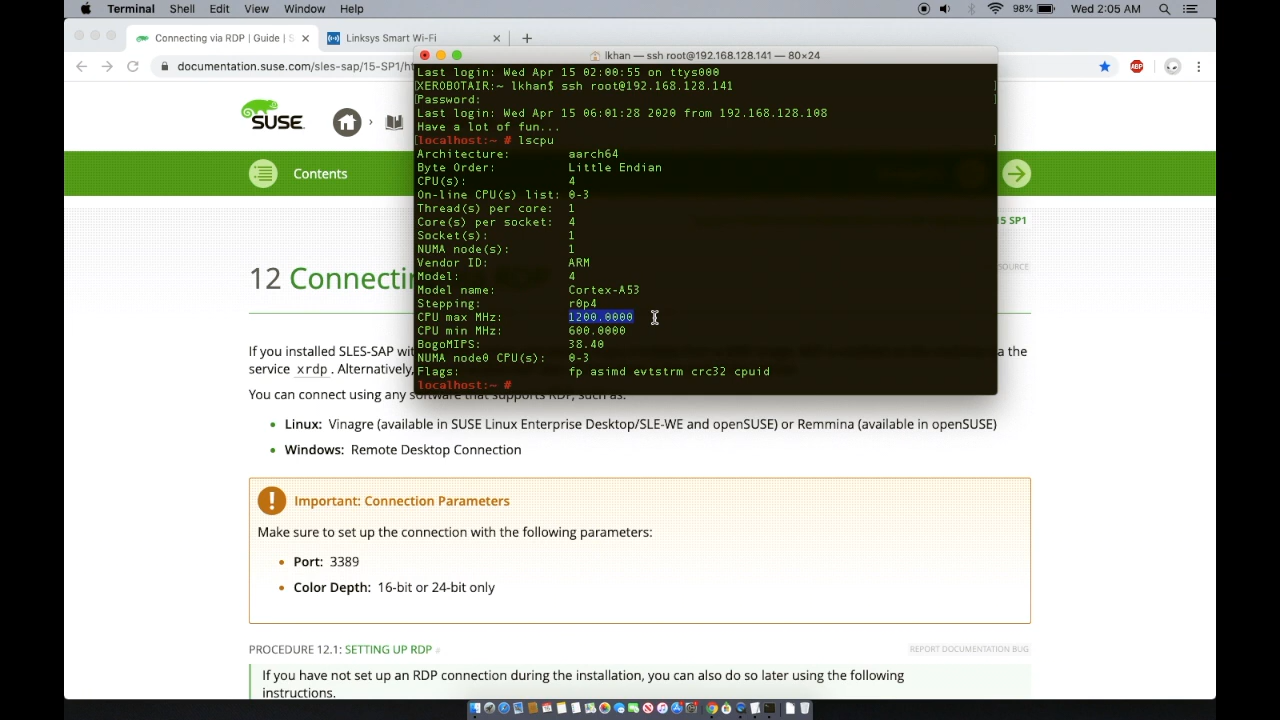 Terminal Shell Edit View Window Help 98% Wed 2:05 AM
Connecting via RDP | Guide | S Linksys Smart Wi-Fi
documentation.suse.com/sles-sap/15-SP1/h
ABP
lkhan — ssh root@192.168.128.141 — 80×24
Last login: Wed Apr 15 02:00:55 on ttys000
[XEROBOTAIR:~ lkhan$ ssh root@192.168.128.141 ]
[Password: ]
Last login: Wed Apr 15 06:01:28 2020 from 192.168.128.108
Have a lot of fun...
[localhost:~ # lscpu ]
Architecture: aarch64
Byte Order: Little Endian
CPU(s): 4
On-line CPU(s) list: 0-3
Thread(s) per core: 1
Core(s) per socket: 4
Socket(s): 1
NUMA node(s): 1
Vendor ID: ARM
Model: 4
Model name: Cortex-A53
Stepping: r0p4
CPU max MHz: 1200.0000
CPU min MHz: 600.0000
BogoMIPS: 38.40
NUMA node0 CPU(s): 0-3
Flags: fp asimd evtstrm crc32 cpuid
localhost:~ #
SUSE
Contents
15 SP1
12 Connecti
If you installed SLES-SAP wit a the
service xrdp. Alternatively,
You can connect using any software that supports RDP, such as:
Linux: Vinagre (available in SUSE Linux Enterprise Desktop/SLE-WE and openSUSE) or Remmina (available in openSUSE)
Windows: Remote Desktop Connection
Important: Connection Parameters
Make sure to set up the connection with the following parameters:
Port: 3389
Color Depth: 16-bit or 24-bit only
PROCEDURE 12.1: SETTING UP RDP # REPORT DOCUMENTATION BUG
If you have not set up an RDP connection during the installation, you can also do so later using the following
instructions.